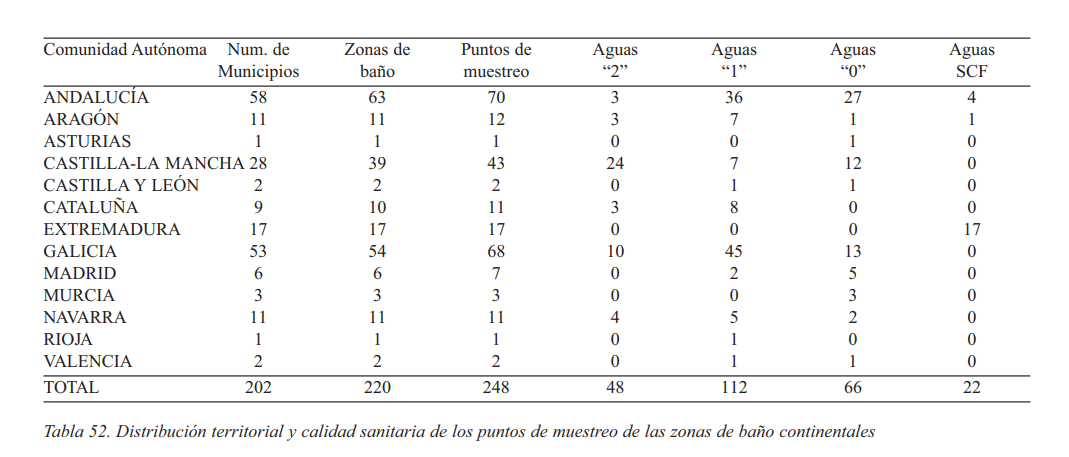 Comunidad Autónoma Num. de Zonas de Puntos de Aguas Aguas Aguas Aguas
Municipios baño muestreo “2” “1” “0” SCF
ANDALUCÍA 58 63 70 3 36 27 4
ARAGÓN 11 11 12 3 7 1 1
ASTURIAS 1 1 1 0 0 1 0
CASTILLA-LA MANCHA 28 39 43 24 7 12 0
CASTILLA Y LEÓN 2 2 2 0 1 1 0
CATALUÑA 9 10 11 3 8 0 0
EXTREMADURA 17 17 17 0 0 0 17
GALICIA 53 54 68 10 45 13 0
MADRID 6 6 7 0 2 5 0
MURCIA 3 3 3 0 0 3 0
NAVARRA 11 11 11 4 5 2 0
RIOJA 1 1 1 0 1 0 0
VALENCIA 2 2 2 0 1 1 0
TOTAL 202 220 248 48 112 66 22
Tabla 52. Distribución territorial y calidad sanitaria de los puntos de muestreo de las zonas de baño continentales